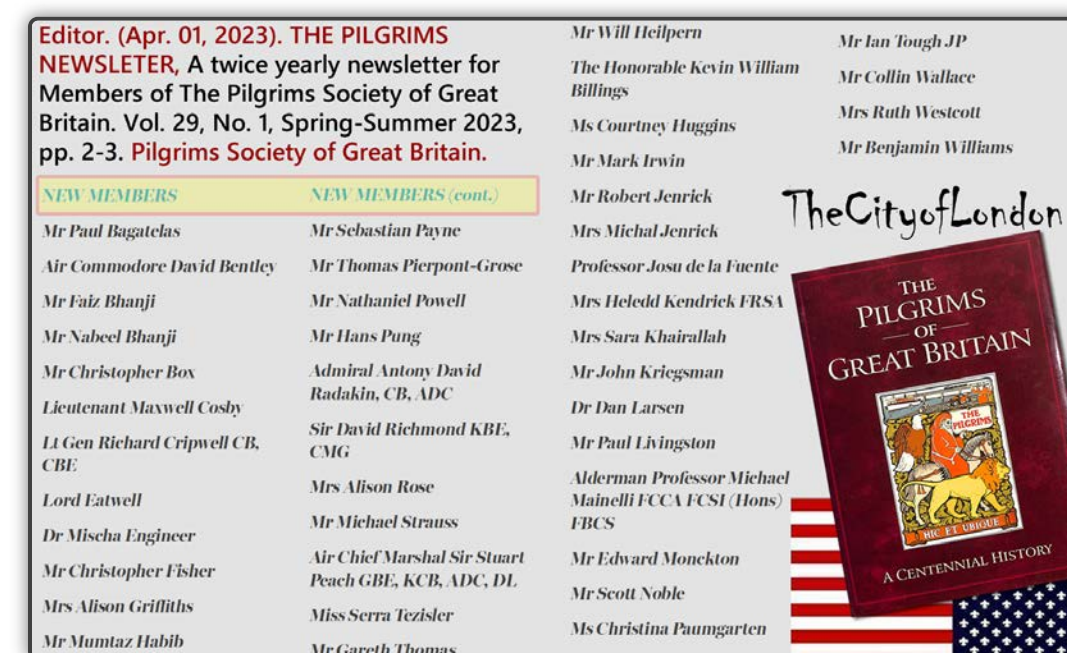 Editor. (Apr. 01, 2023). THE PILGRIMS
NEWSLETER, A twice yearly newsletter for
Members of The Pilgrims Society of Great
Britain. Vol. 29, No. 1, Spring-Summer 2023,
pp. 2-3. Pilgrims Society of Great Britain.
NEW MEMBERS
Mr Paul Bagatelas
Air Commodore David Bentley
Mr Faiz Bhanji
Mr Nabeel Bhanji
Mr Christopher Box
Lieutenant Maxwell Cosby
Lt Gen Richard Cripwell CB,
CBE
Lord Eatwell
Dr Mischa Engineer
Mr Christopher Fisher
Mrs Alison Griffiths
Mr Mumtaz Habib
NEW MEMBERS (cont.)
Mr Sebastian Payne
Mr Thomas Pierpont-Grose
Mr Nathaniel Powell
Mr Hans Pung
Admiral Antony David
Radakin, CB, ADC
Sir David Richmond KBE,
CMG
Mrs Alison Rose
Mr Michael Strauss
Air Chief Marshal Sir Stuart
Peach GBE, KCB, ADC, DL
Miss Serra Tezisler
Mr Gareth Thomas
Mr Will Heilpern
The Honorable Kevin William
Billings
Ms Courtney Huggins
Mr Mark Irwin
Mr Robert Jenrick
Mrs Michal Jenrick
Professor Josu de la Fuente
Mrs Heledd Kendrick FRSA
Mrs Sara Khairallah
Mr John Kriegsman
Dr Dan Larsen
Mr Paul Livingston
Alderman Professor Michael
Mainelli FCCA FCSI (Hons)
FBCS
Mr Edward Monckton
Mr Scott Noble
Ms Christina Paumgarten
Mr Ian Tough JP
Mr Collin Wallace
Mrs Ruth Westcott
Mr Benjamin Williams
TheCityofLondon
THE
PILGRIMS
OF
GREAT BRITAIN
THE
PILGRIMS
HIC ET UBIQUE
A CENTENNIAL HISTORY